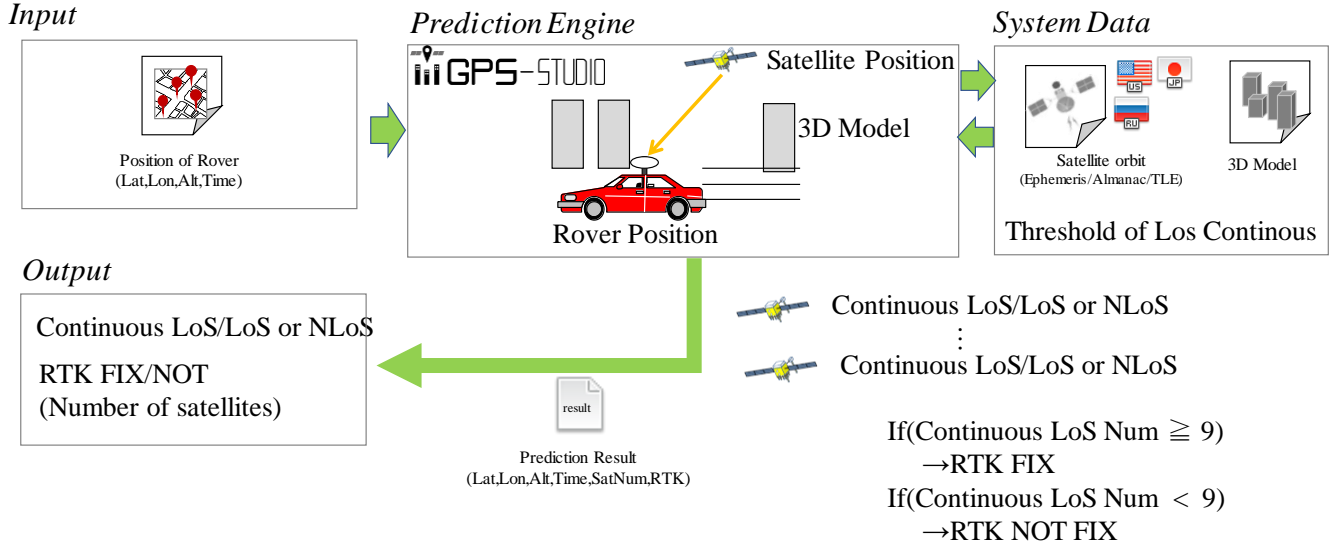 Input
Position of Rover
(Lat,Lon,Alt,Time)
Prediction Engine
GPS-STUDIO
Satellite Position
3D Model
Rover Position
System Data
US
JP
RU
Satellite orbit
(Ephemeris/Almanac/TLE)
3D Model
Threshold of Los Continous
Output
Continuous LoS/LoS or NLoS
RTK FIX/NOT
(Number of satellites)
result
Prediction Result
(Lat,Lon,Alt,Time,SatNum,RTK)
Continuous LoS/LoS or NLoS
⋮
Continuous LoS/LoS or NLoS
If(Continuous LoS Num ≧ 9)
→RTK FIX
If(Continuous LoS Num < 9)
→RTK NOT FIX